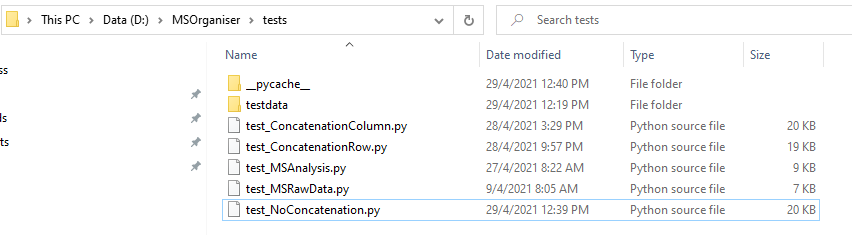 This PC > Data (D:) > MSOrganiser > tests
Search tests
Name Date modified Type Size
__pycache__ 29/4/2021 12:40 PM File folder
testdata 29/4/2021 12:19 PM File folder
test_ConcatenationColumn.py 28/4/2021 3:29 PM Python source file 20 KB
test_ConcatenationRow.py 28/4/2021 9:57 PM Python source file 19 KB
test_MSAnalysis.py 27/4/2021 8:22 AM Python source file 9 KB
test_MSRawData.py 9/4/2021 8:05 AM Python source file 7 KB
test_NoConcatenation.py 29/4/2021 12:39 PM Python source file 20 KB
ss
ds
ts